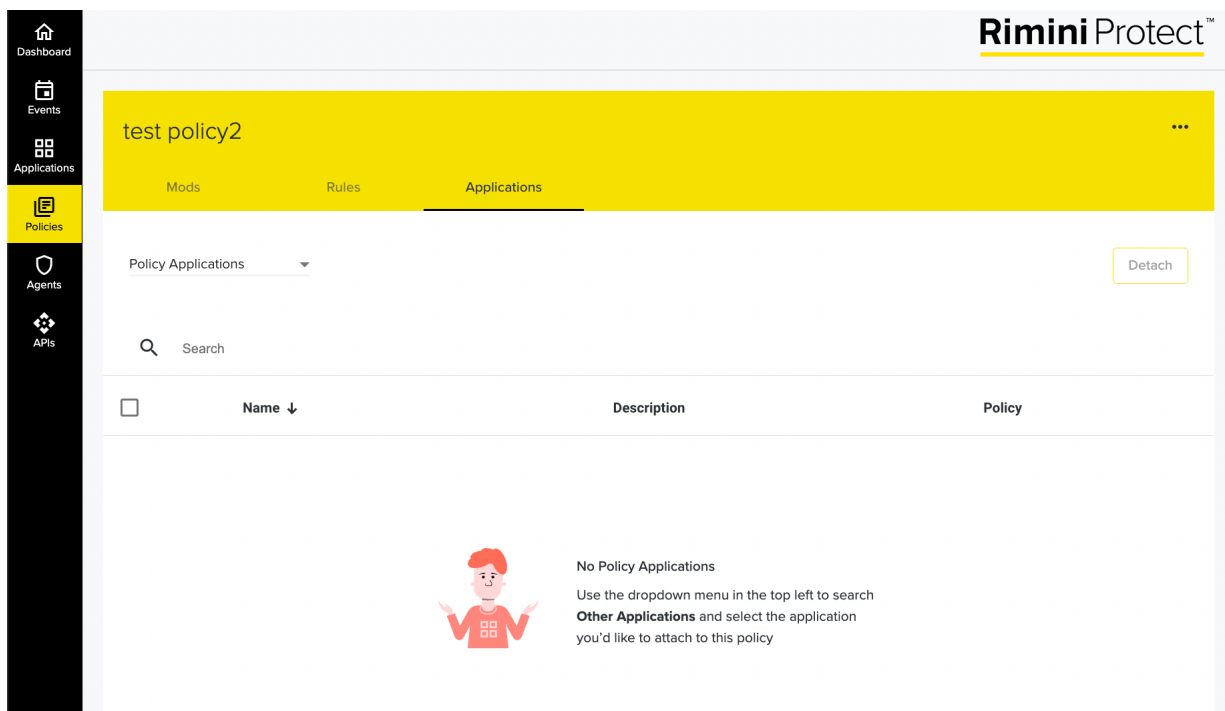 Dashboard
Events
Applications
Policies
Agents
APIs
Rimini Protect™
test policy2
•••
Mods Rules Applications
Policy Applications
Detach
Search
Name ↓ Description Policy
No Policy Applications
Use the dropdown menu in the top left to search
Other Applications and select the application
you'd like to attach to this policy